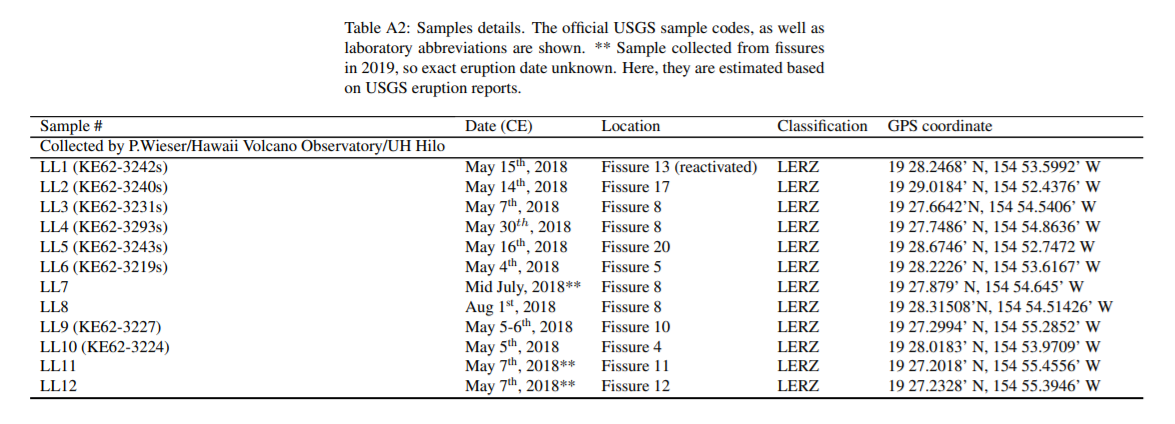 Table A2: Samples details. The official USGS sample codes, as well as
laboratory abbreviations are shown. ** Sample collected from fissures
in 2019, so exact eruption date unknown. Here, they are estimated based
on USGS eruption reports.
Sample # Date (CE) Location Classification GPS coordinate
Collected by P.Wieser/Hawaii Volcano Observatory/UH Hilo
LL1 (KE62-3242s) May 15th, 2018 Fissure 13 (reactivated) LERZ 19 28.2468’ N, 154 53.5992’ W
LL2 (KE62-3240s) May 14th, 2018 Fissure 17 LERZ 19 29.0184’ N, 154 52.4376’ W
LL3 (KE62-3231s) May 7th, 2018 Fissure 8 LERZ 19 27.6642’N, 154 54.5406’ W
LL4 (KE62-3293s) May 30th, 2018 Fissure 8 LERZ 19 27.7486’ N, 154 54.8636’ W
LL5 (KE62-3243s) May 16th, 2018 Fissure 20 LERZ 19 28.6746’ N, 154 52.7472 W
LL6 (KE62-3219s) May 4th, 2018 Fissure 5 LERZ 19 28.2226’ N, 154 53.6167’ W
LL7 Mid July, 2018** Fissure 8 LERZ 19 27.879’ N, 154 54.645’ W
LL8 Aug 1st, 2018 Fissure 8 LERZ 19 28.31508’N, 154 54.51426’ W
LL9 (KE62-3227) May 5-6th, 2018 Fissure 10 LERZ 19 27.2994’ N, 154 55.2852’ W
LL10 (KE62-3224) May 5th, 2018 Fissure 4 LERZ 19 28.0183’ N, 154 53.9709’ W
LL11 May 7th, 2018** Fissure 11 LERZ 19 27.2018’ N, 154 55.4556’ W
LL12 May 7th, 2018** Fissure 12 LERZ 19 27.2328’ N, 154 55.3946’ W